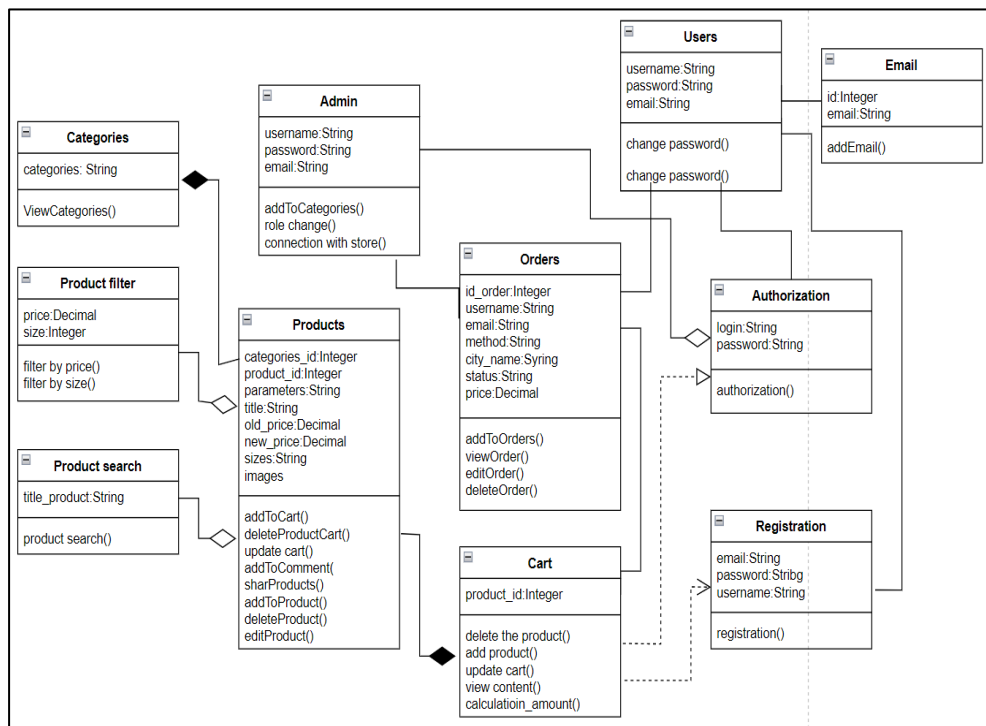 Users
username:String
password:String
email:String
change password()
change password()
Email
id:Integer
email:String
addEmail()
Admin
username:String
password:String
email:String
addToCategories()
role change()
connection with store()
Categories
categories: String
ViewCategories()
Product filter
price:Decimal
size:Integer
filter by price()
filter by size()
Products
categories_id:Integer
product_id:Integer
parameters:String
title:String
old_price:Decimal
new_price:Decimal
sizes:String
images
addToCart()
deleteProductCart()
update cart()
addToComment(
sharProducts()
addToProduct()
deleteProduct()
editProduct()
Orders
id_order:Integer
username:String
email:String
method:String
city_name:Syring
status:String
price:Decimal
addToOrders()
viewOrder()
editOrder()
deleteOrder()
Authorization
login:String
password:String
authorization()
Product search
title_product:String
product search()
Cart
product_id:Integer
delete the product()
add product()
update cart()
view content()
calculatioin_amount()
Registration
email:String
password:Stribg
username:String
registration()